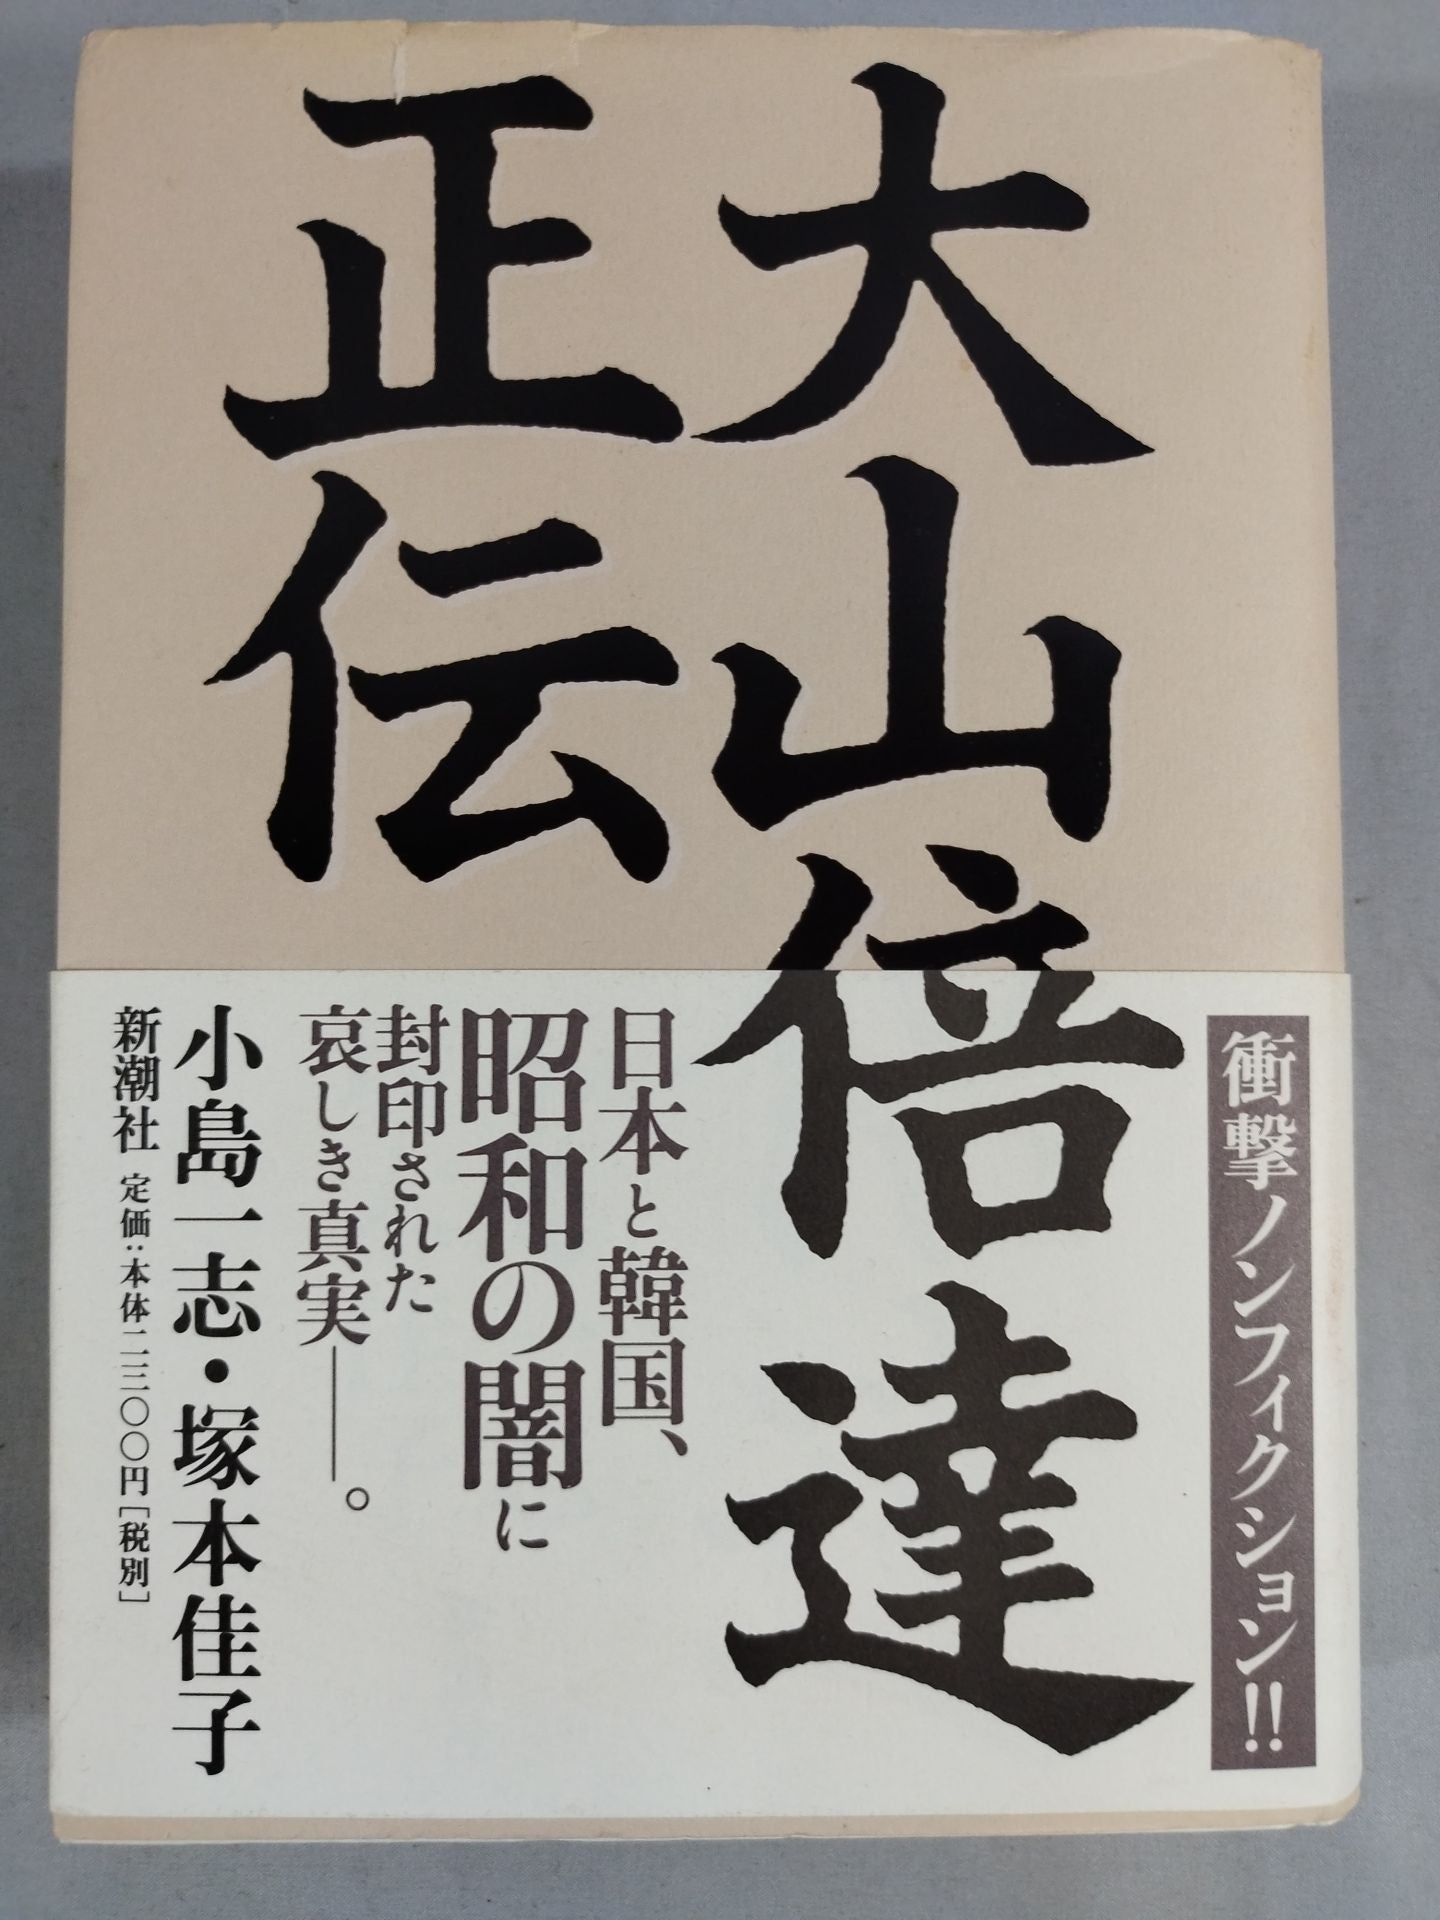 大山倍達
正伝
衝撃ノンフィクション!!
日本と韓国、
昭和の闇に
封印された
哀しき真実――。
小島一志・塚本佳子
新潮社 定価:本体二三〇〇円[税別]